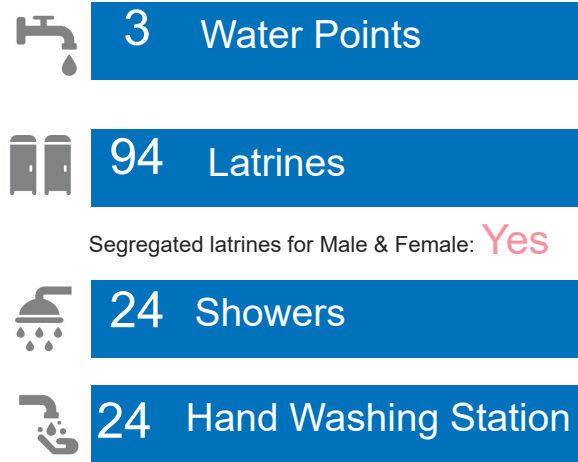 3 Water Points
94 Latrines
Segregated latrines for Male & Female: Yes
24 Showers
24 Hand Washing Station